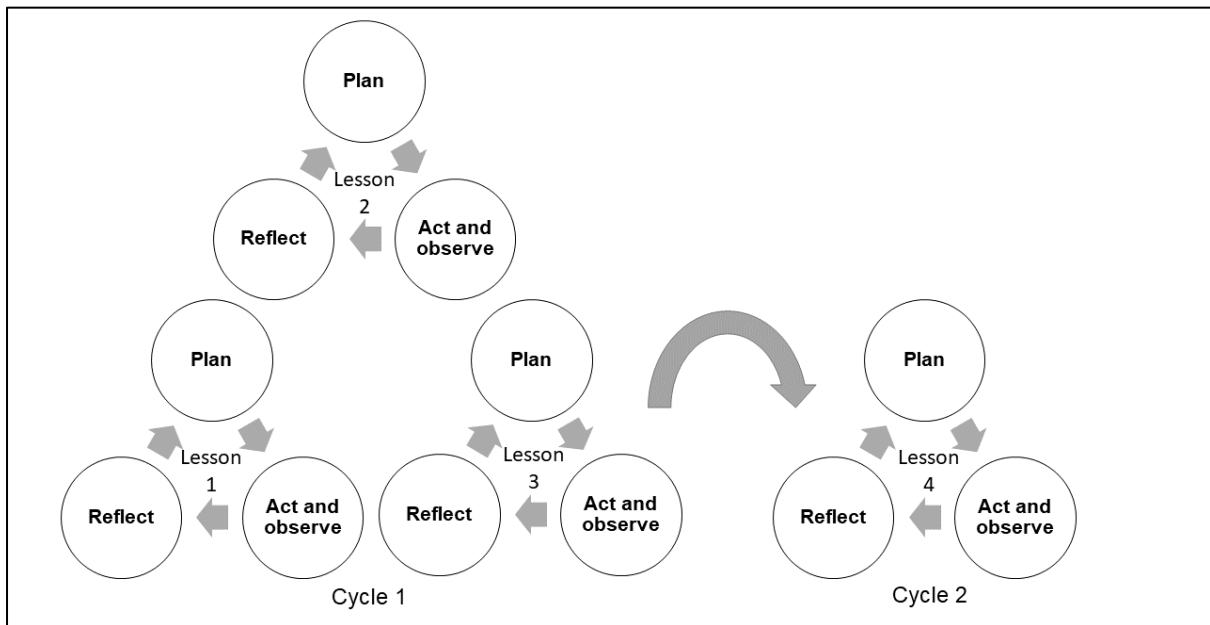 Plan
Lesson
2
Reflect
Act and
observe
Plan
Lesson
1
Reflect
Act and
observe
Plan
Lesson
3
Reflect
Act and
observe
Cycle 1
Plan
Lesson
4
Reflect
Act and
observe
Cycle 2